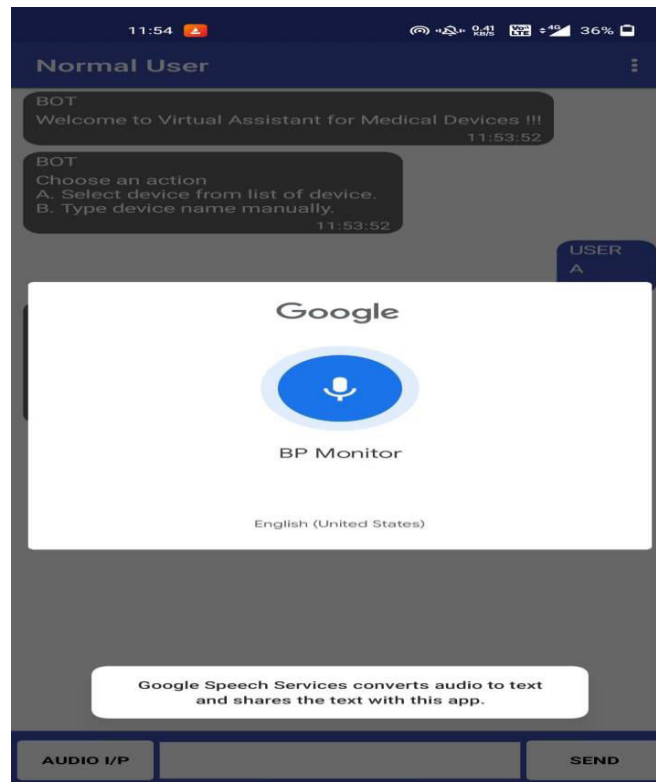 11:54
0.41 KB/S
Vo LTE
4G
36%
Normal User
BOT
Welcome to Virtual Assistant for Medical Devices !!!
11:53:52
BOT
Choose an action
A. Select device from list of device.
B. Type device name manually.
11:53:52
USER
A
Google
BP Monitor
English (United States)
Google Speech Services converts audio to text
and shares the text with this app.
AUDIO I/P
SEND